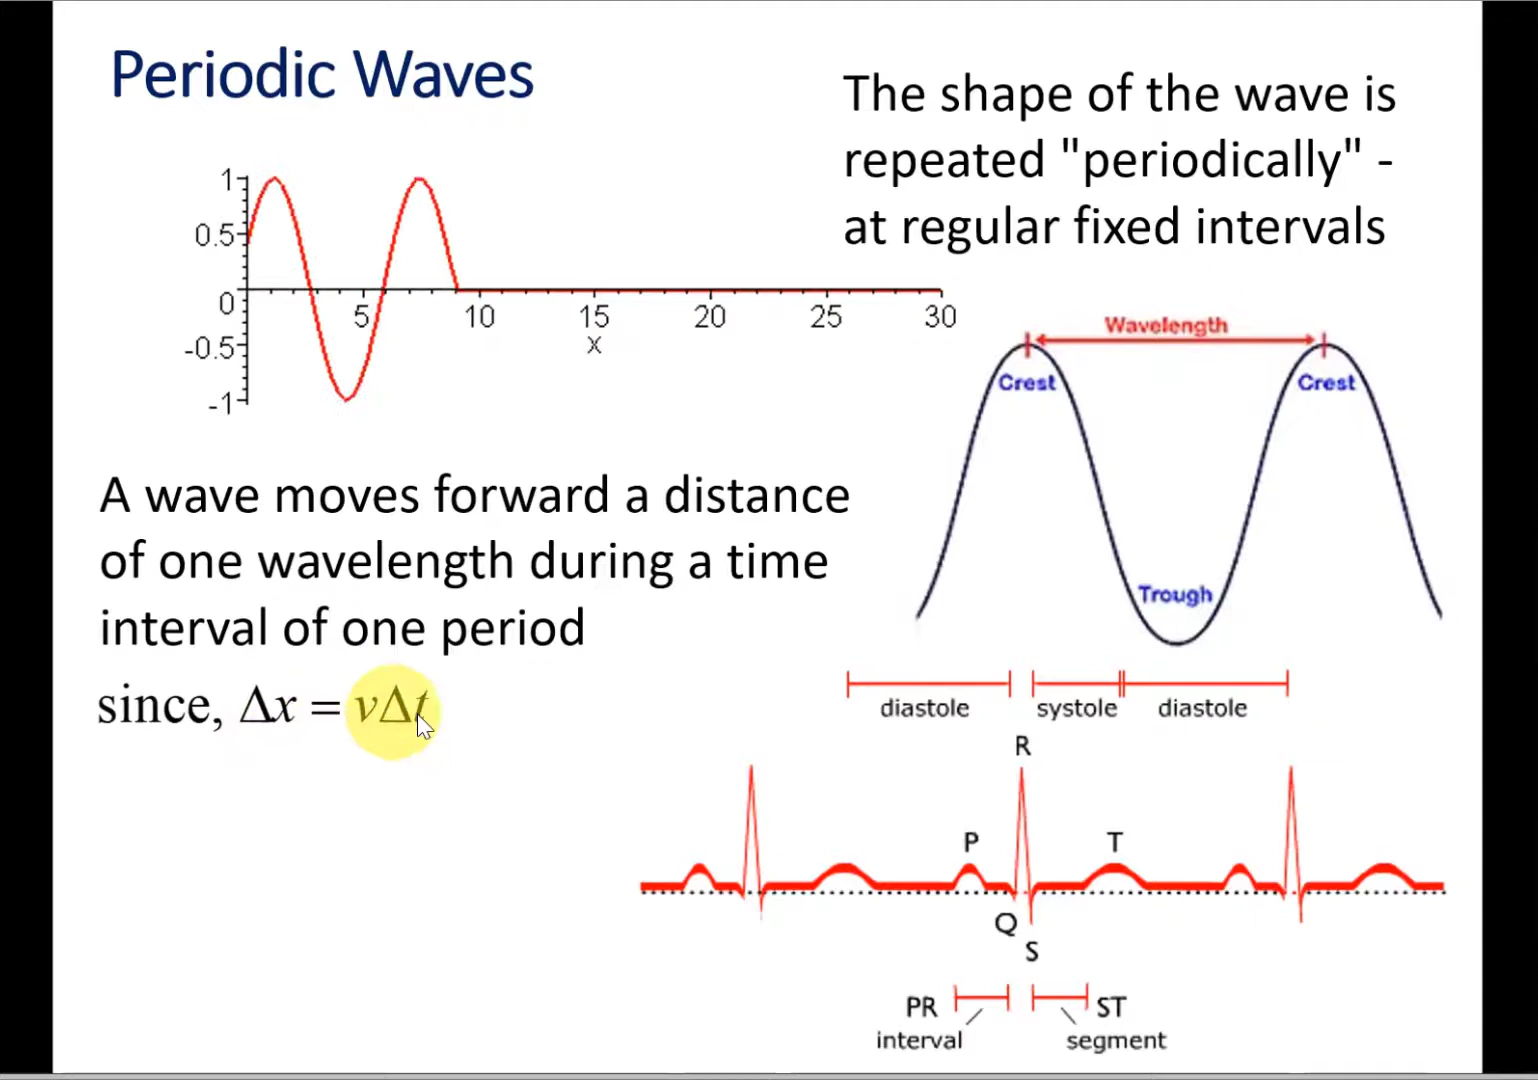 Periodic Waves
The shape of the wave is
repeated "periodically" -
at regular fixed intervals
1
0.5
0
-0.5
-1
5 10 15 20 25 30
x
Wavelength
Crest Crest
Trough
A wave moves forward a distance
of one wavelength during a time
interval of one period
since, Δx = vΔt
diastole systole diastole
R
P T
Q
S
PR ST
interval segment